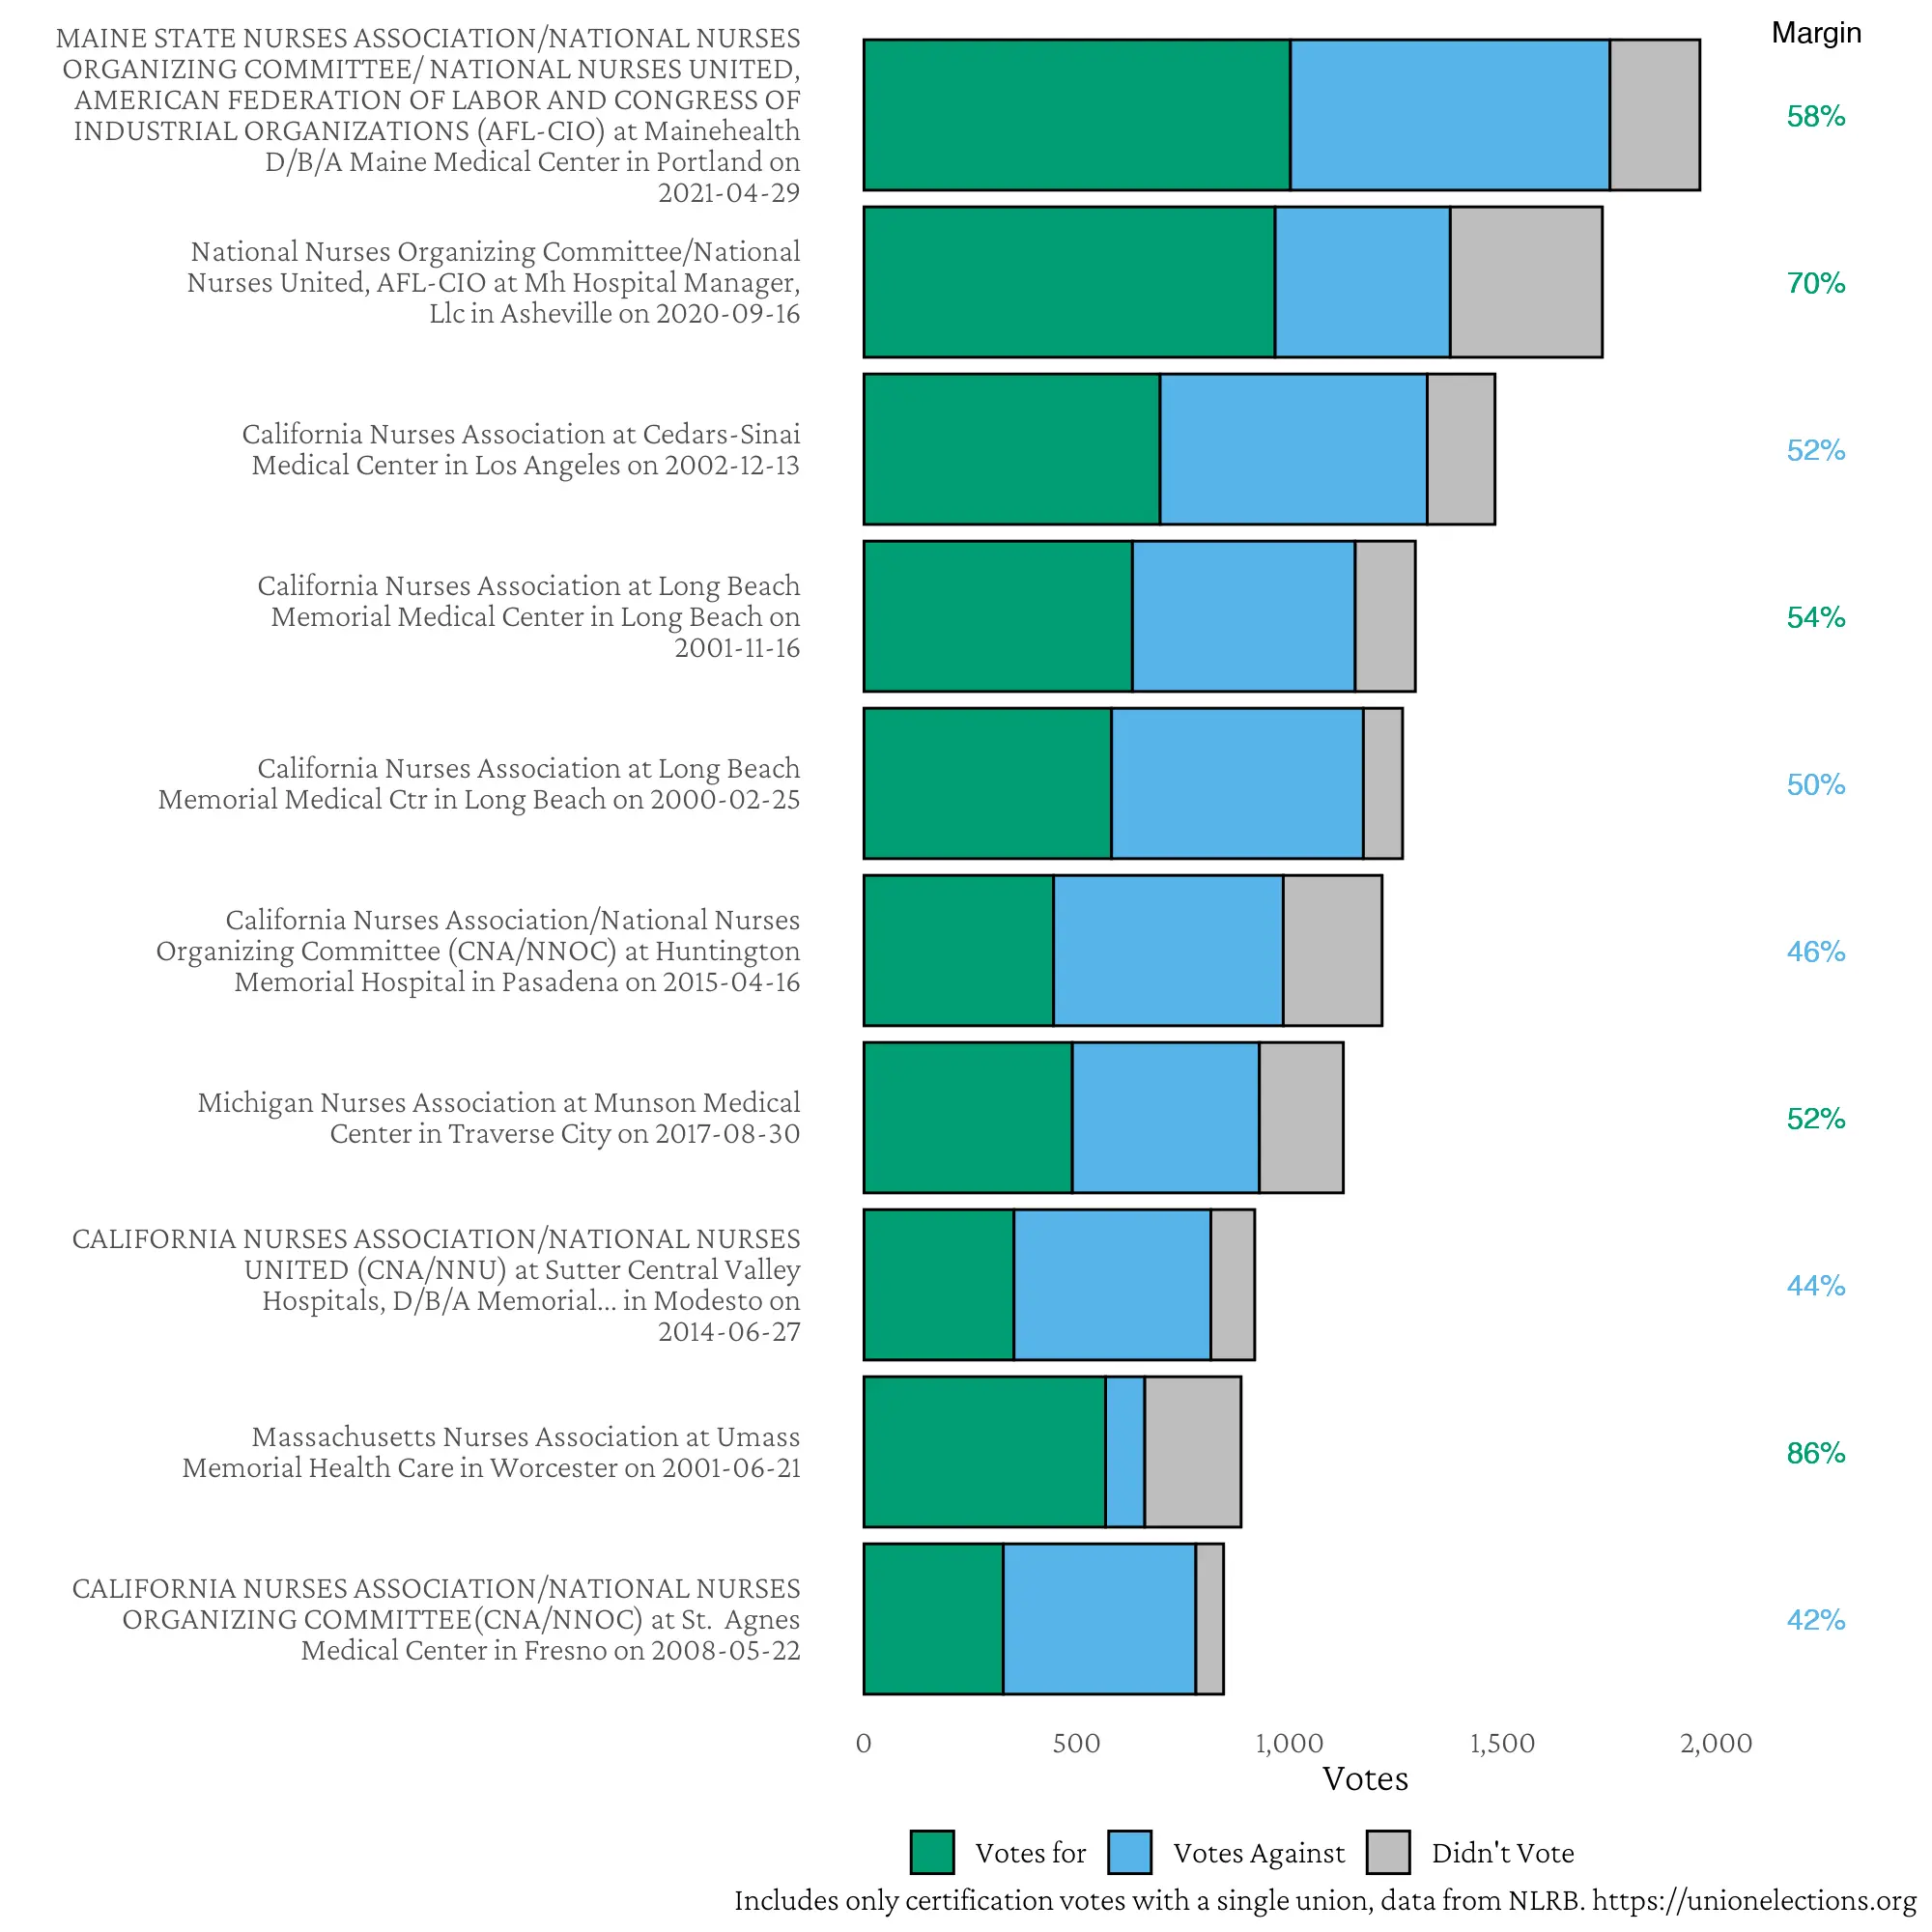 Margin
MAINE STATE NURSES ASSOCIATION/NATIONAL NURSES
ORGANIZING COMMITTEE/ NATIONAL NURSES UNITED,
AMERICAN FEDERATION OF LABOR AND CONGRESS OF
INDUSTRIAL ORGANIZATIONS (AFL-CIO) at Mainehealth
D/B/A Maine Medical Center in Portland on
2021-04-29
58%
National Nurses Organizing Committee/National
Nurses United, AFL-CIO at Mh Hospital Manager,
Llc in Asheville on 2020-09-16
70%
California Nurses Association at Cedars-Sinai
Medical Center in Los Angeles on 2002-12-13
52%
California Nurses Association at Long Beach
Memorial Medical Center in Long Beach on
2001-11-16
54%
California Nurses Association at Long Beach
Memorial Medical Ctr in Long Beach on 2000-02-25
50%
California Nurses Association/National Nurses
Organizing Committee (CNA/NNOC) at Huntington
Memorial Hospital in Pasadena on 2015-04-16
46%
Michigan Nurses Association at Munson Medical
Center in Traverse City on 2017-08-30
52%
CALIFORNIA NURSES ASSOCIATION/NATIONAL NURSES
UNITED (CNA/NNU) at Sutter Central Valley
Hospitals, D/B/A Memorial... in Modesto on
2014-06-27
44%
Massachusetts Nurses Association at Umass
Memorial Health Care in Worcester on 2001-06-21
86%
CALIFORNIA NURSES ASSOCIATION/NATIONAL NURSES
ORGANIZING COMMITTEE(CNA/NNOC) at St.  Agnes
Medical Center in Fresno on 2008-05-22
42%
0 500 1,000 1,500 2,000
Votes
Votes for Votes Against Didn't Vote
Includes only certification votes with a single union, data from NLRB. https://unionelections.org